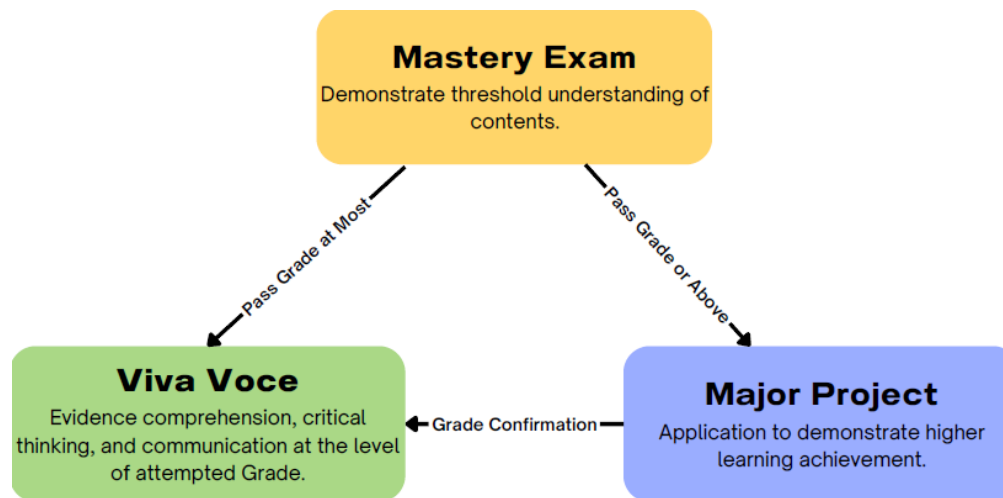 Mastery Exam
Demonstrate threshold understanding of
contents.
Pass Grade at Most
Pass Grade or Above
Viva Voce
Evidence comprehension, critical
thinking, and communication at the level
of attempted Grade.
Grade Confirmation
Major Project
Application to demonstrate higher
learning achievement.